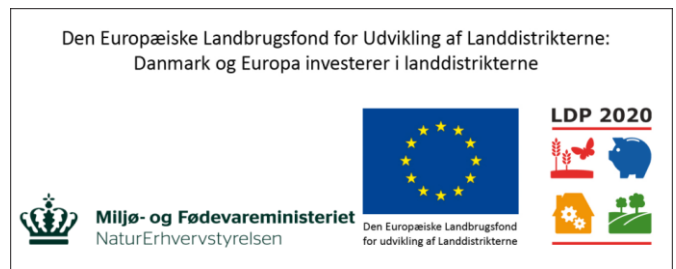 Den Europæiske Landbrugsfond for Udvikling af Landdistrikterne:
Danmark og Europa investerer i landdistrikterne
Miljø- og Fødevareministeriet
NaturErhvervstyrelsen
Den Europæiske Landbrugsfond
for udvikling af Landdistrikterne
LDP 2020